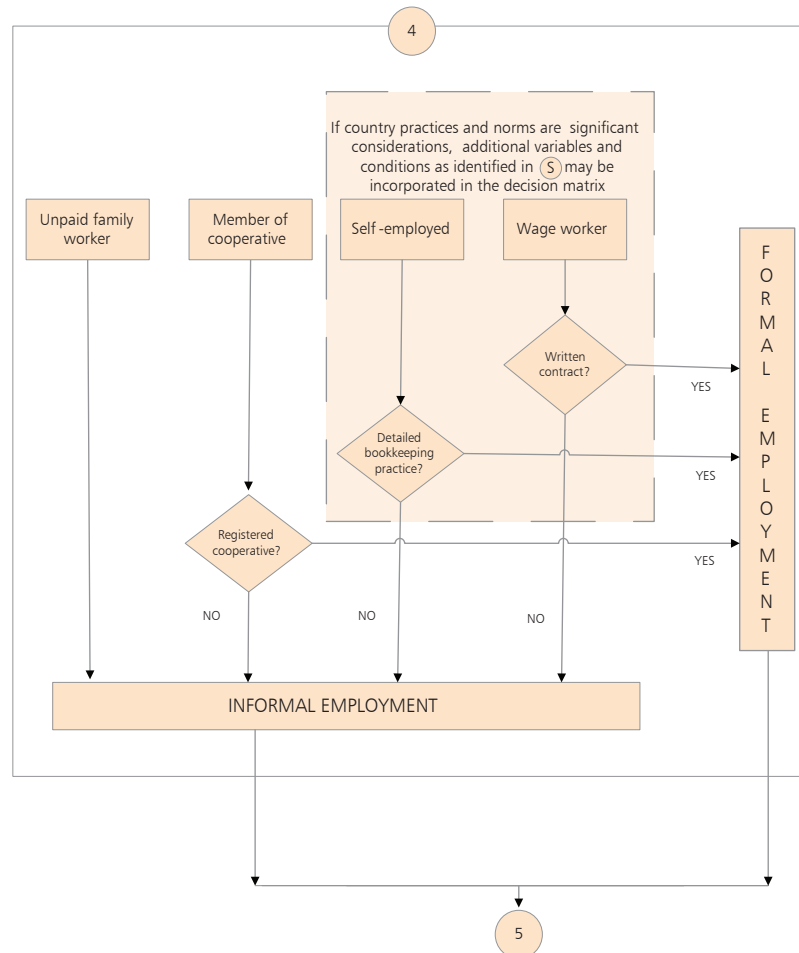 4
If country practices and norms are significant
considerations, additional variables and
conditions as identified in S may be
incorporated in the decision matrix
Unpaid family
worker
Member of
cooperative
Self -employed
Wage worker
FORMAL EMPLOYMENT
Written
contract?
YES
Detailed
bookkeeping
practice?
YES
Registered
cooperative?
YES
NO
NO
NO
INFORMAL EMPLOYMENT
5